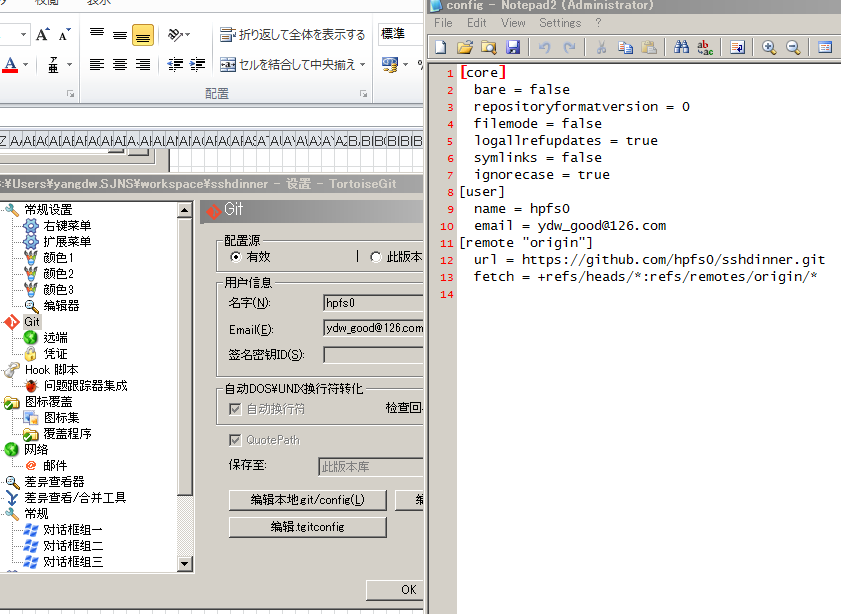 校閲 表示
折り返して全体を表示する
標準
セルを結合して中央揃え
配置
:¥Users¥yangdw.SJNS¥workspace¥sshdinner - 设置 - TortoiseGit
常规设置
右键菜单
扩展菜单
颜色1
颜色2
颜色3
编辑器
Git
远端
凭证
Hook 脚本
问题跟踪器集成
图标覆盖
图标集
覆盖程序
网络
邮件
差异查看器
差异查看/合并工具
常规
对话框组一
对话框组二
对话框组三
Git
配置源
有效
此版本
用户信息
名字(N):
hpfs0
Email(E):
ydw_good@126.com
签名密钥ID(S):
自动DOS¥UNIX换行符转化
自动换行符
检查回
QuotePath
保存至:
此版本库
编辑本地git/config(L)
编辑.tgitconfig
OK
config - Notepad2 (Administrator)
File Edit View Settings ?
1 [core]
2 bare = false
3 repositoryformatversion = 0
4 filemode = false
5 logallrefupdates = true
6 symlinks = false
7 ignorecase = true
8 [user]
9 name = hpfs0
10 email = ydw_good@126.com
11 [remote "origin"]
12 url = https://github.com/hpfs0/sshdinner.git
13 fetch = +refs/heads/*:refs/remotes/origin/*
14